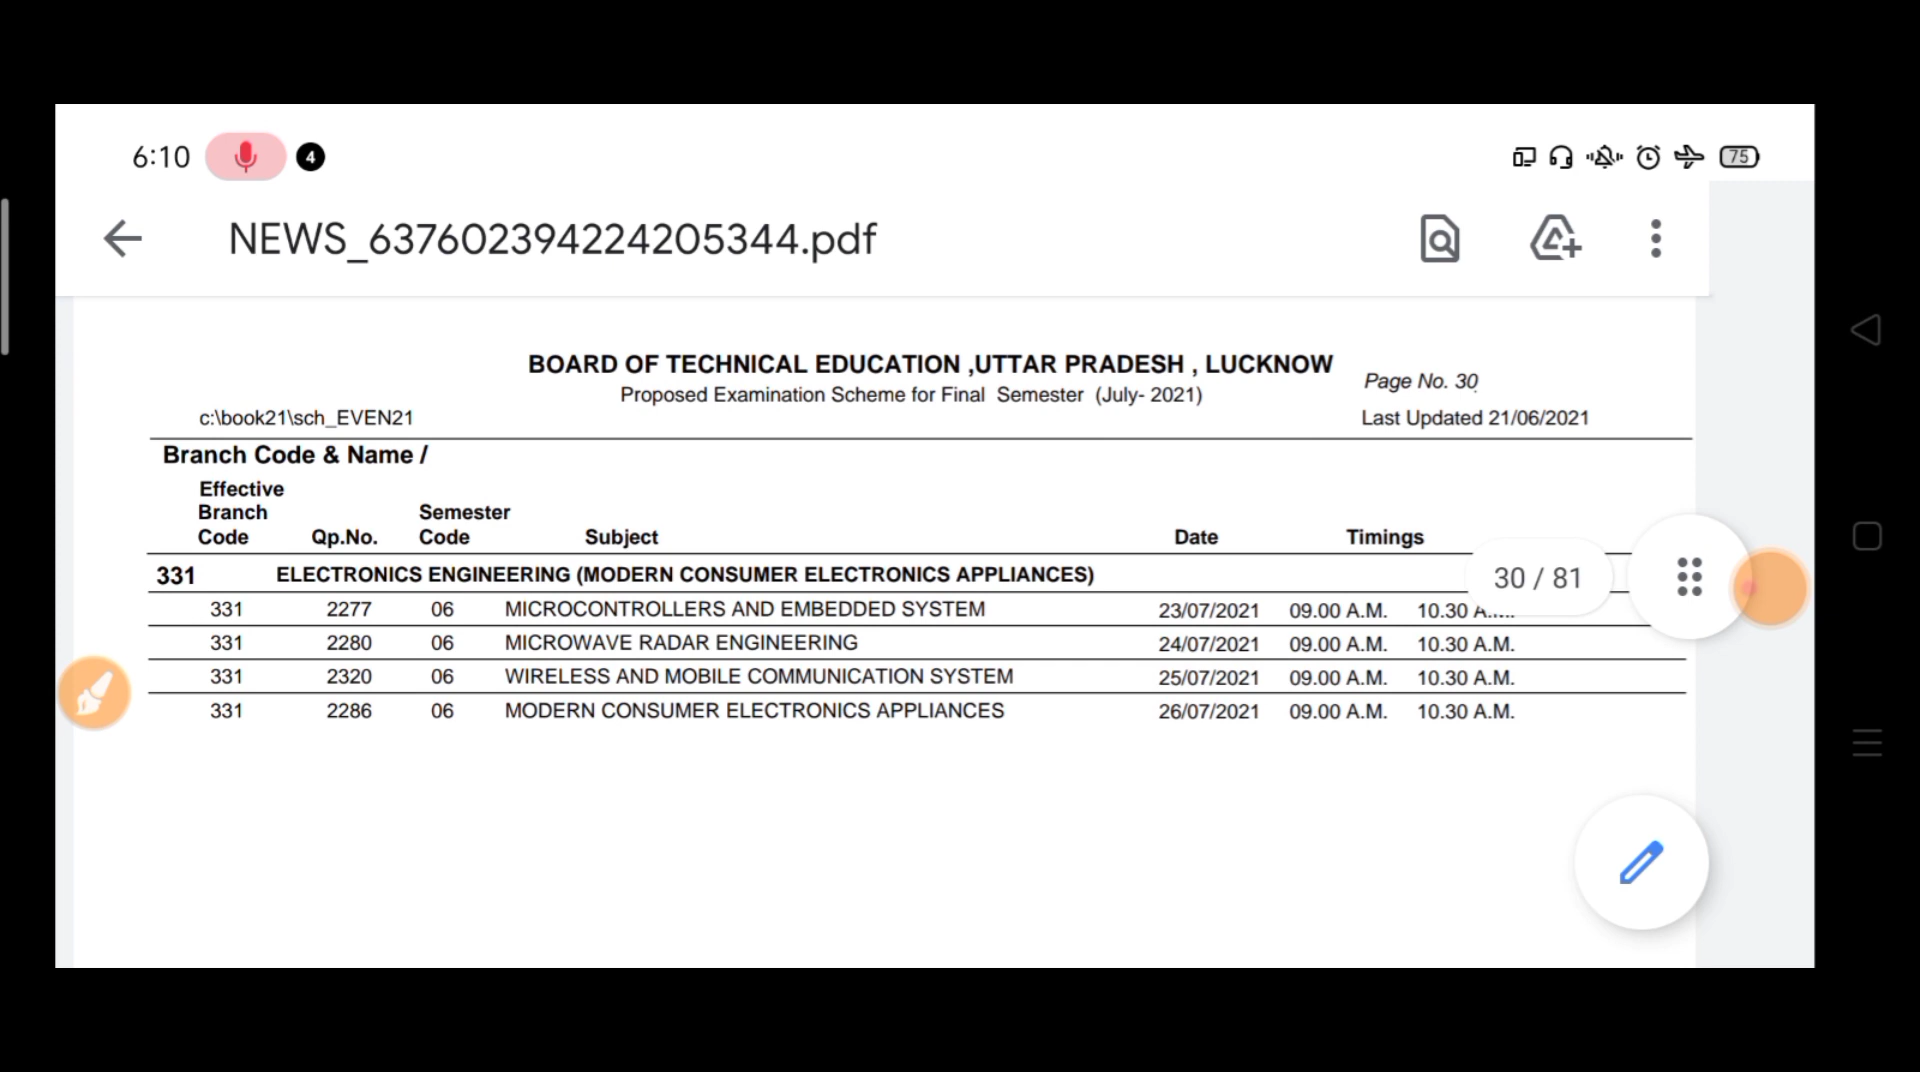 6:10 4 75
NEWS_637602394224205344.pdf
BOARD OF TECHNICAL EDUCATION ,UTTAR PRADESH , LUCKNOW
Proposed Examination Scheme for Final Semester (July- 2021)
Page No. 30
c:\book21\sch_EVEN21 Last Updated 21/06/2021
Branch Code & Name /
Effective
Branch Semester
Code Qp.No. Code Subject Date Timings
331 ELECTRONICS ENGINEERING (MODERN CONSUMER ELECTRONICS APPLIANCES)
30 / 81
331 2277 06 MICROCONTROLLERS AND EMBEDDED SYSTEM 23/07/2021 09.00 A.M. 10.30
331 2280 06 MICROWAVE RADAR ENGINEERING 24/07/2021 09.00 A.M. 10.30 A.M.
331 2320 06 WIRELESS AND MOBILE COMMUNICATION SYSTEM 25/07/2021 09.00 A.M. 10.30 A.M.
331 2286 06 MODERN CONSUMER ELECTRONICS APPLIANCES 26/07/2021 09.00 A.M. 10.30 A.M.